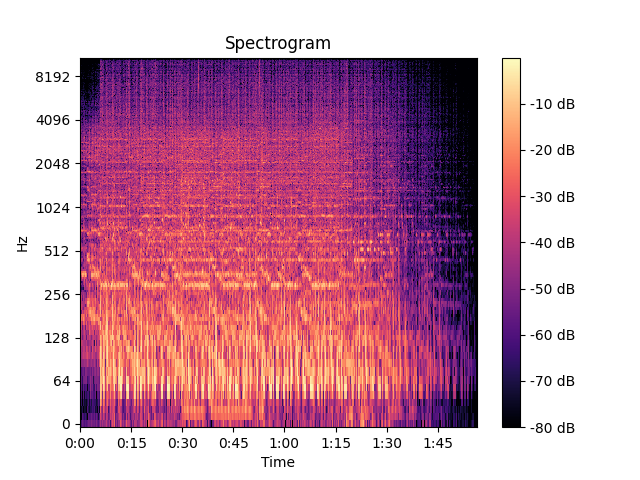 Spectrogram
Hz
8192
4096
2048
1024
512
256
128
64
0
0:00 0:15 0:30 0:45 1:00 1:15 1:30 1:45
Time
-10 dB
-20 dB
-30 dB
-40 dB
-50 dB
-60 dB
-70 dB
-80 dB